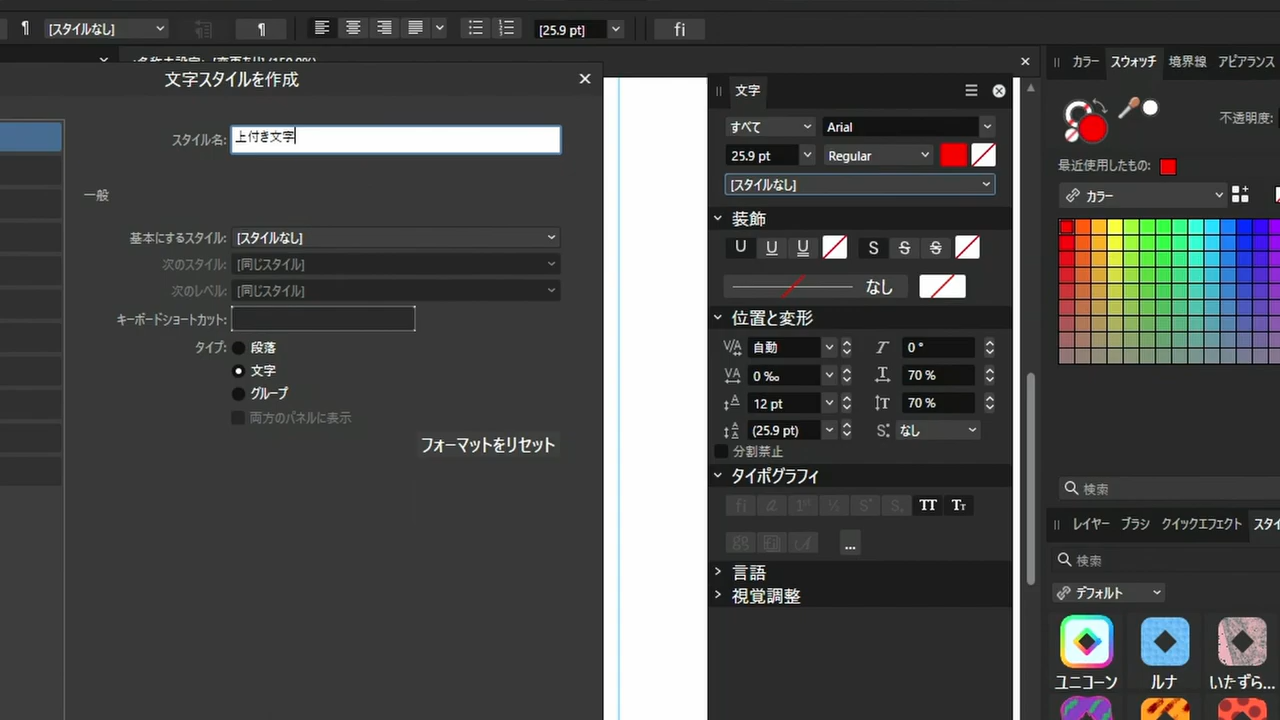 ¶ [スタイルなし] ¶ [25.9 pt] fi
文字スタイルを作成
スタイル名: 上付き文字
一般
基本にするスタイル: [スタイルなし]
次のスタイル: [同じスタイル]
次のレベル: [同じスタイル]
キーボードショートカット:
タイプ: 段落
文字
グループ
両方のパネルに表示
フォーマットをリセット
文字
すべて Arial
25.9 pt Regular
[スタイルなし]
装飾
U U U S S S
なし
位置と変形
自動 0 °
0 ‰ 70 %
12 pt 70 %
(25.9 pt) なし
分割禁止
タイポグラフィ
TT Tт
...
言語
視覚調整
カラー スウォッチ 境界線 アピアランス
不透明度:
最近使用したもの:
カラー
検索
レイヤー ブラシ クイックエフェクト
検索
デフォルト
ユニコーン ルナ いたずら...